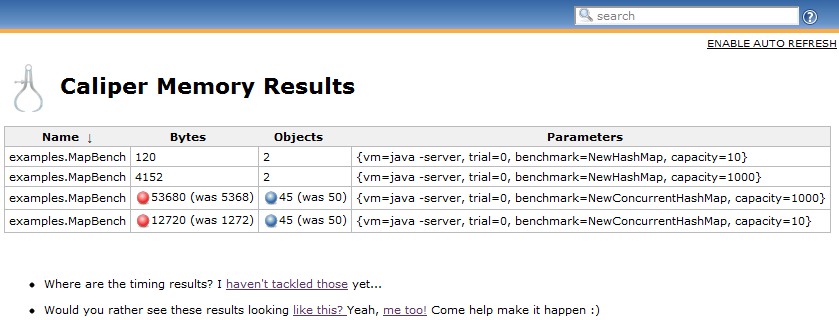 search
ENABLE AUTO REFRESH
Caliper Memory Results
Name ↓ Bytes Objects Parameters
examples.MapBench 120 2 {vm=java -server, trial=0, benchmark=NewHashMap, capacity=10}
examples.MapBench 4152 2 {vm=java -server, trial=0, benchmark=NewHashMap, capacity=1000}
examples.MapBench 53680 (was 5368) 45 (was 50) {vm=java -server, trial=0, benchmark=NewConcurrentHashMap, capacity=1000}
examples.MapBench 12720 (was 1272) 45 (was 50) {vm=java -server, trial=0, benchmark=NewConcurrentHashMap, capacity=10}
• Where are the timing results? I haven't tackled those yet...
• Would you rather see these results looking like this? Yeah, me too! Come help make it happen :)